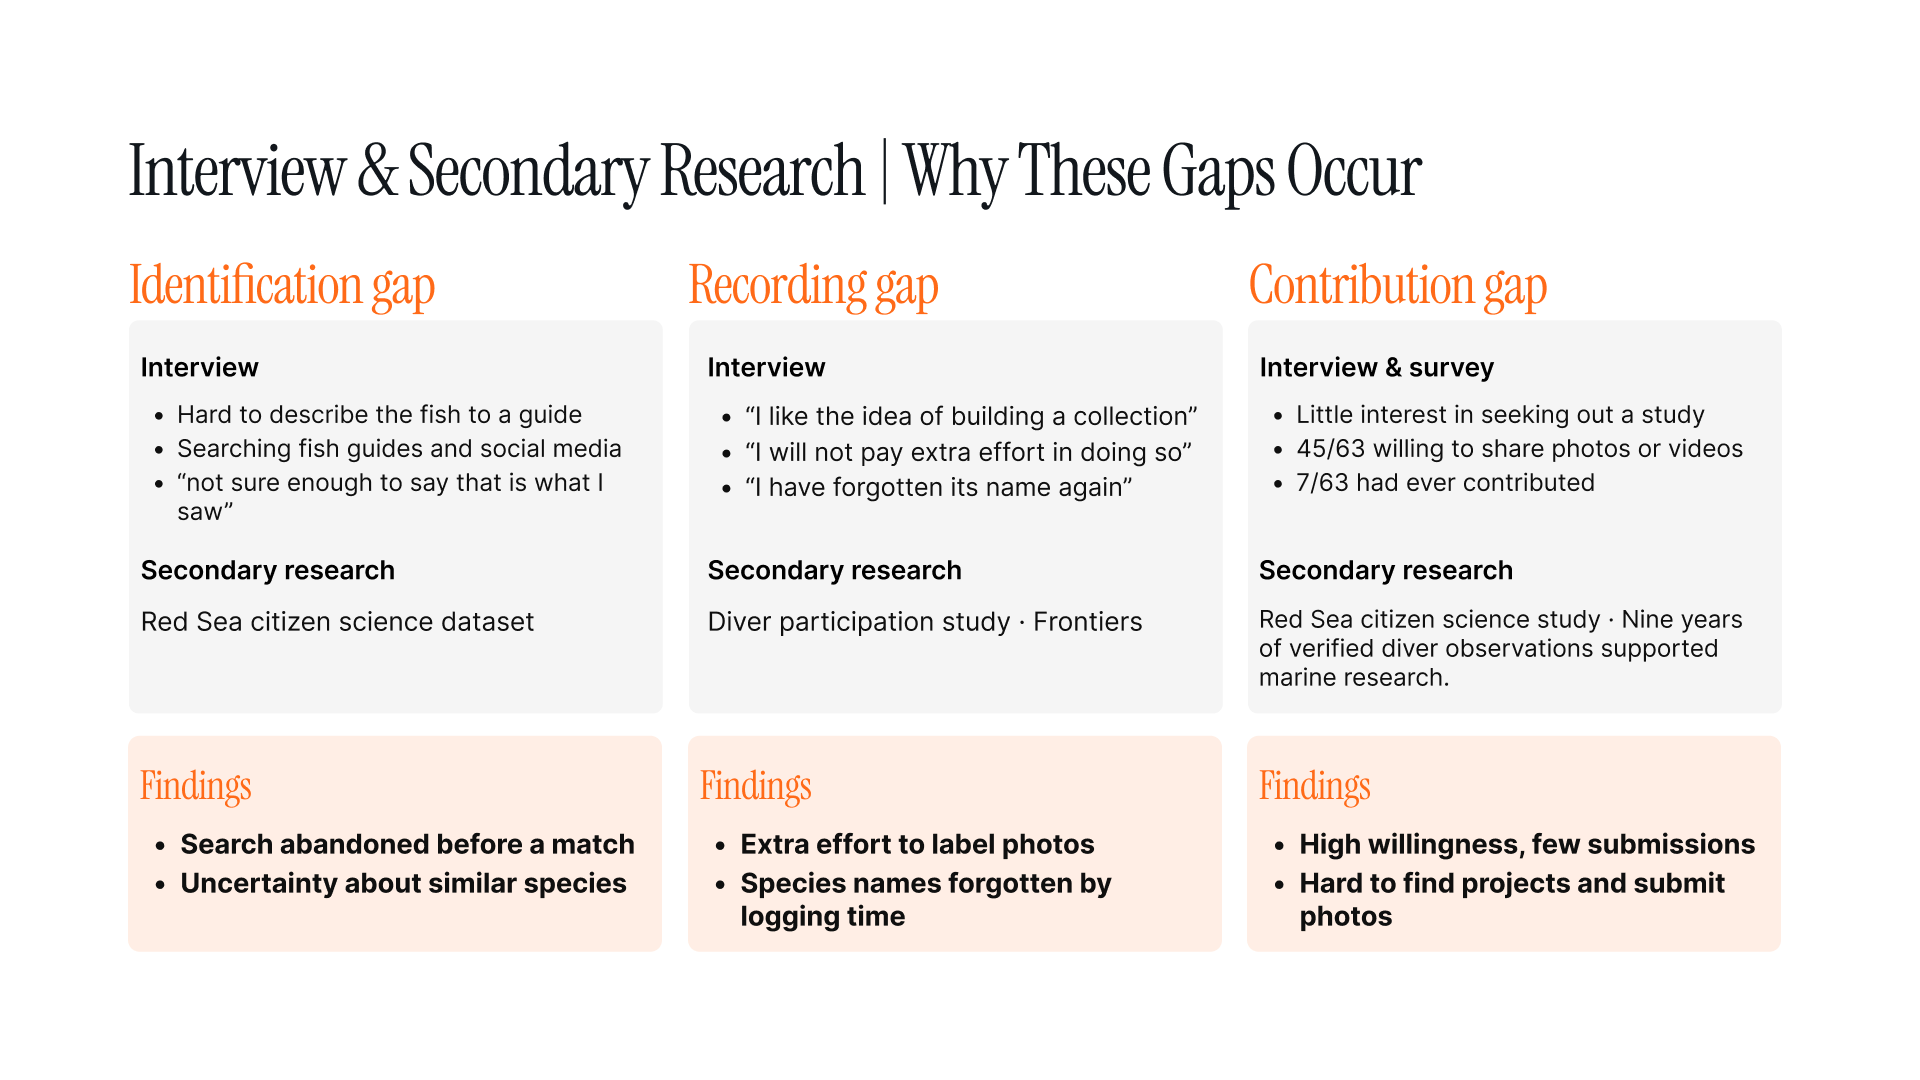 Interview & Secondary Research | Why These Gaps Occur
Identification gap
Interview
• Hard to describe the fish to a guide
• Searching fish guides and social media
• “not sure enough to say that is what I
saw”
Secondary research
Red Sea citizen science dataset
Findings
• Search abandoned before a match
• Uncertainty about similar species
Recording gap
Interview
• “I like the idea of building a collection”
• “I will not pay extra effort in doing so”
• “I have forgotten its name again”
Secondary research
Diver participation study · Frontiers
Findings
• Extra effort to label photos
• Species names forgotten by
logging time
Contribution gap
Interview & survey
• Little interest in seeking out a study
• 45/63 willing to share photos or videos
• 7/63 had ever contributed
Secondary research
Red Sea citizen science study · Nine years
of verified diver observations supported
marine research.
Findings
• High willingness, few submissions
• Hard to find projects and submit
photos